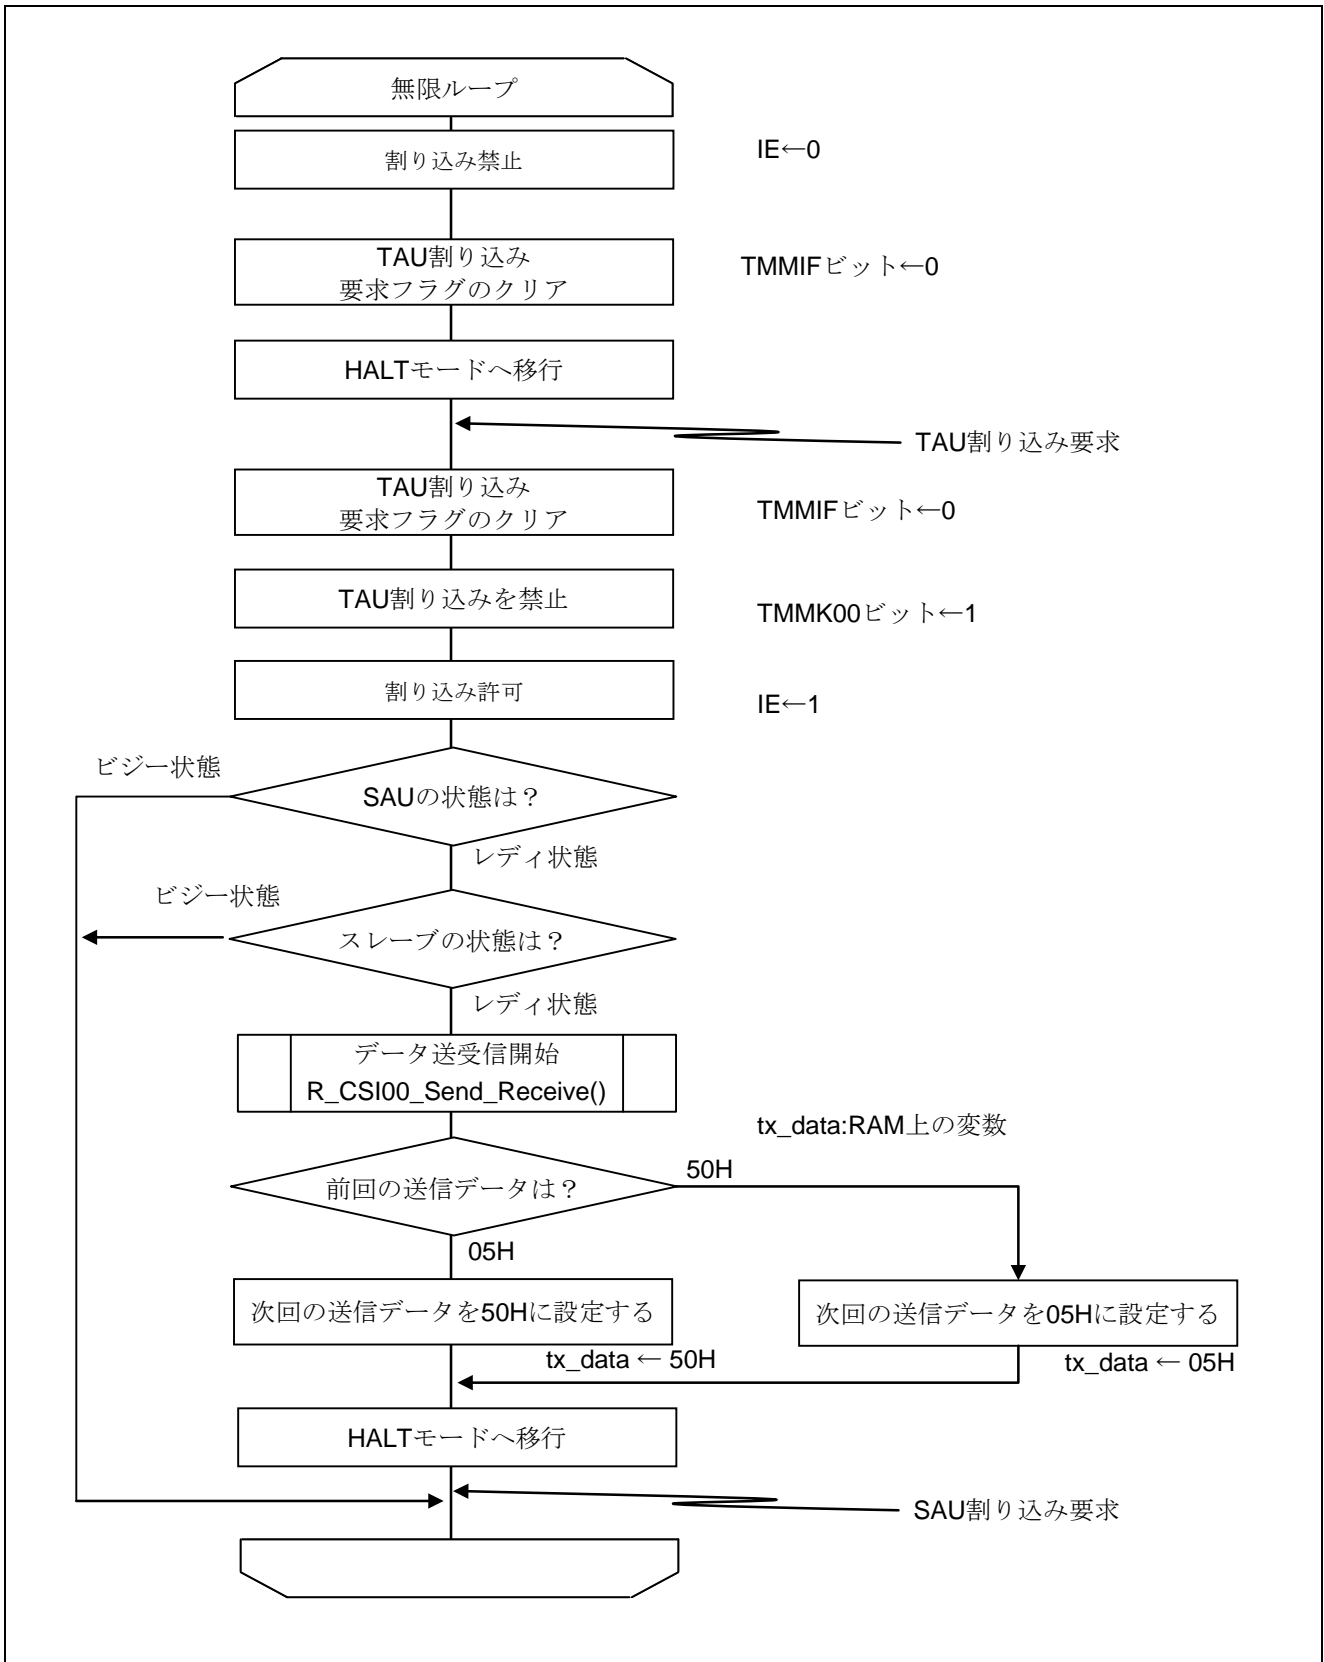 無限ループ
割り込み禁止
IE←0
TAU割り込み
要求フラグのクリア
TMMIFビット←0
HALTモードへ移行
TAU割り込み要求
TAU割り込み
要求フラグのクリア
TMMIFビット←0
TAU割り込みを禁止
TMMK00ビット←1
割り込み許可
IE←1
ビジー状態
SAUの状態は？
レディ状態
ビジー状態
スレーブの状態は？
レディ状態
データ送受信開始
R_CSI00_Send_Receive()
tx_data:RAM上の変数
50H
前回の送信データは？
05H
次回の送信データを50Hに設定する
次回の送信データを05Hに設定する
tx_data ← 50H
tx_data ← 05H
HALTモードへ移行
SAU割り込み要求